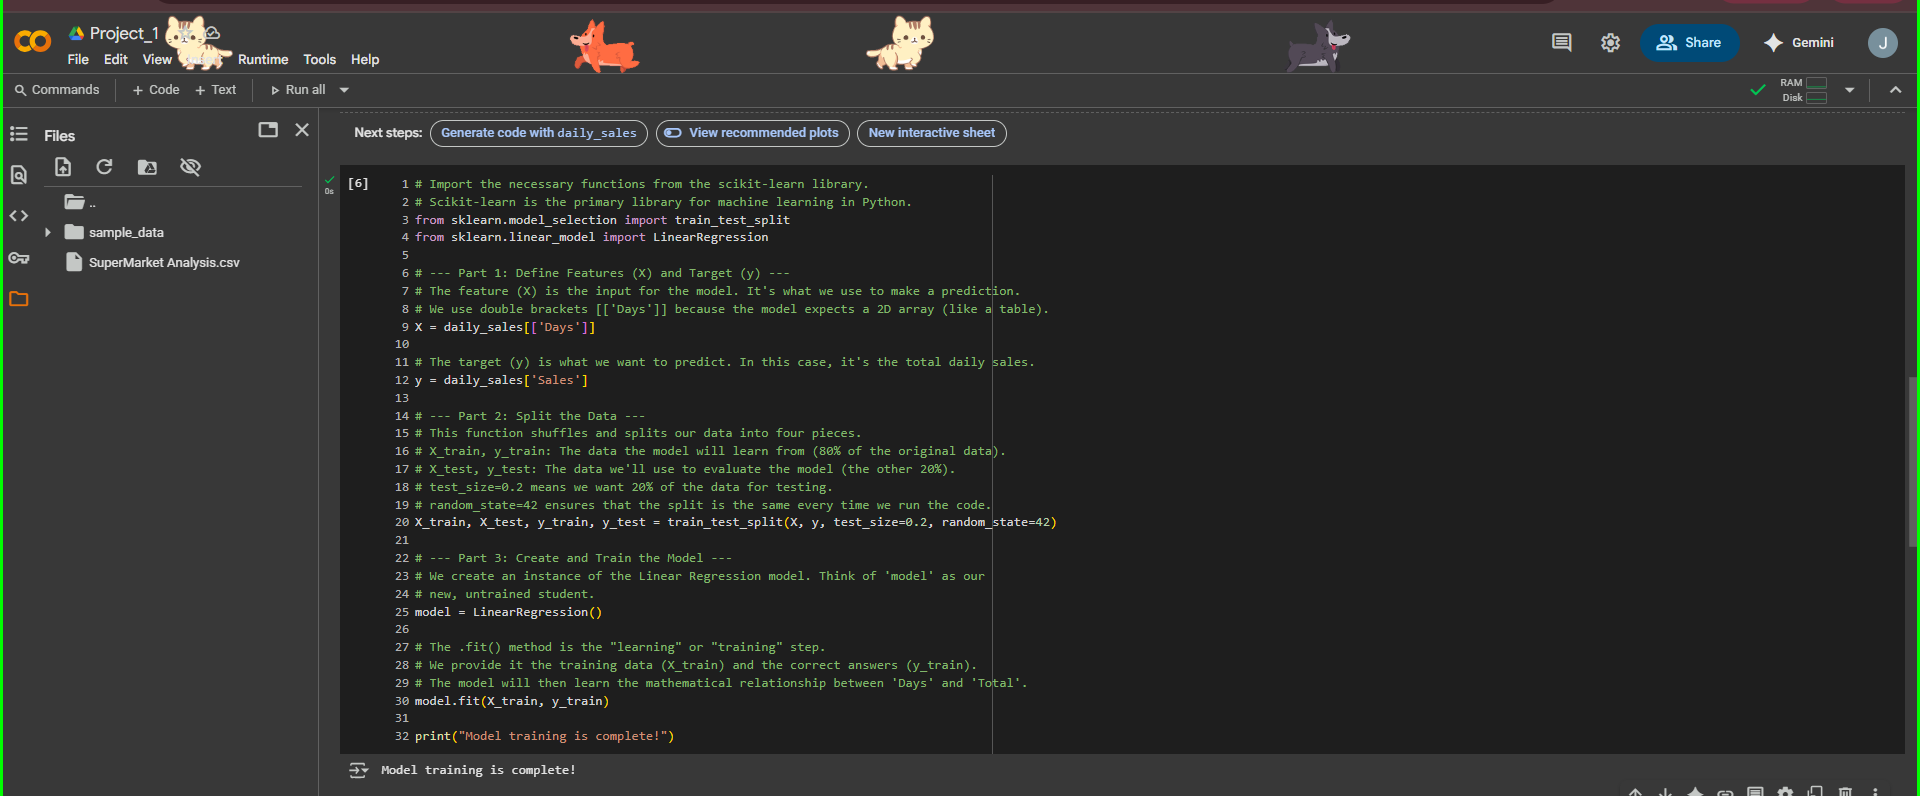 Project_1
File Edit View Runtime Tools Help
Share
Gemini
J
Commands + Code + Text Run all
RAM
Disk
Files
..
sample_data
SuperMarket Analysis.csv
Next steps: Generate code with daily_sales View recommended plots New interactive sheet
0s
[6]
1 # Import the necessary functions from the scikit-learn library.
2 # Scikit-learn is the primary library for machine learning in Python.
3 from sklearn.model_selection import train_test_split
4 from sklearn.linear_model import LinearRegression
5
6 # --- Part 1: Define Features (X) and Target (y) ---
7 # The feature (X) is the input for the model. It's what we use to make a prediction.
8 # We use double brackets [['Days']] because the model expects a 2D array (like a table).
9 X = daily_sales[['Days']]
10
11 # The target (y) is what we want to predict. In this case, it's the total daily sales.
12 y = daily_sales['Sales']
13
14 # --- Part 2: Split the Data ---
15 # This function shuffles and splits our data into four pieces.
16 # X_train, y_train: The data the model will learn from (80% of the original data).
17 # X_test, y_test: The data we'll use to evaluate the model (the other 20%).
18 # test_size=0.2 means we want 20% of the data for testing.
19 # random_state=42 ensures that the split is the same every time we run the code.
20 X_train, X_test, y_train, y_test = train_test_split(X, y, test_size=0.2, random_state=42)
21
22 # --- Part 3: Create and Train the Model ---
23 # We create an instance of the Linear Regression model. Think of 'model' as our
24 # new, untrained student.
25 model = LinearRegression()
26
27 # The .fit() method is the "learning" or "training" step.
28 # We provide it the training data (X_train) and the correct answers (y_train).
29 # The model will then learn the mathematical relationship between 'Days' and 'Total'.
30 model.fit(X_train, y_train)
31
32 print("Model training is complete!")
Model training is complete!